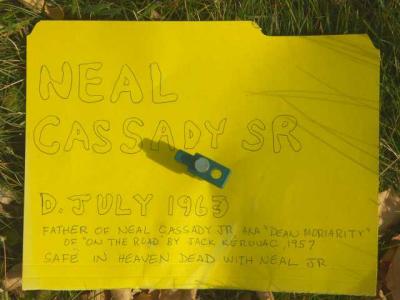 NEAL
CASSADY SR
D. JULY 1963
FATHER OF NEAL CASSADY JR, AKA "DEAN MORIARITY"
OF "ON THE ROAD" BY JACK KEROUAC, 1957
SAFE IN HEAVEN DEAD WITH NEAL JR